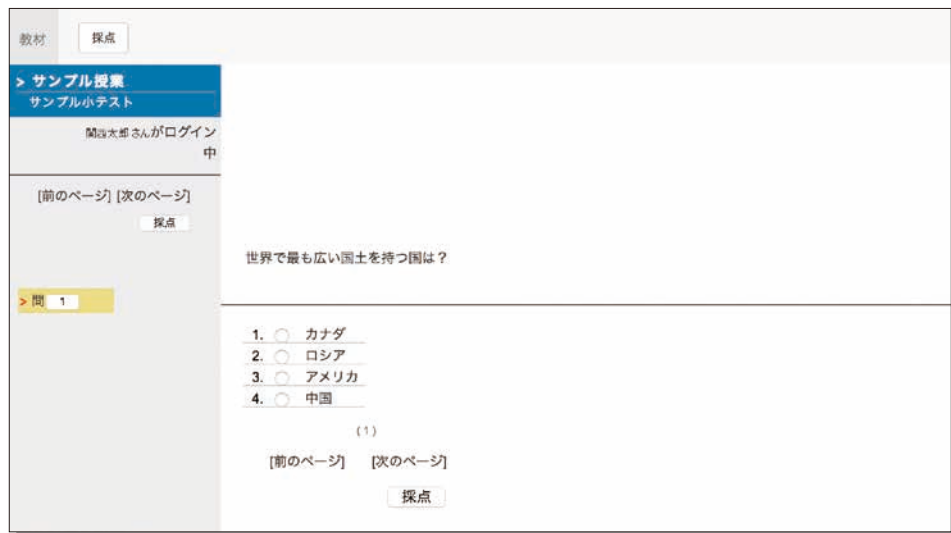 教材 採点
> サンプル授業
サンプル小テスト
関西太郎さんがログイン
中
[前のページ] [次のページ]
採点
> 問 1
世界で最も広い国土を持つ国は？
1. カナダ
2. ロシア
3. アメリカ
4. 中国
(1)
[前のページ] [次のページ]
採点